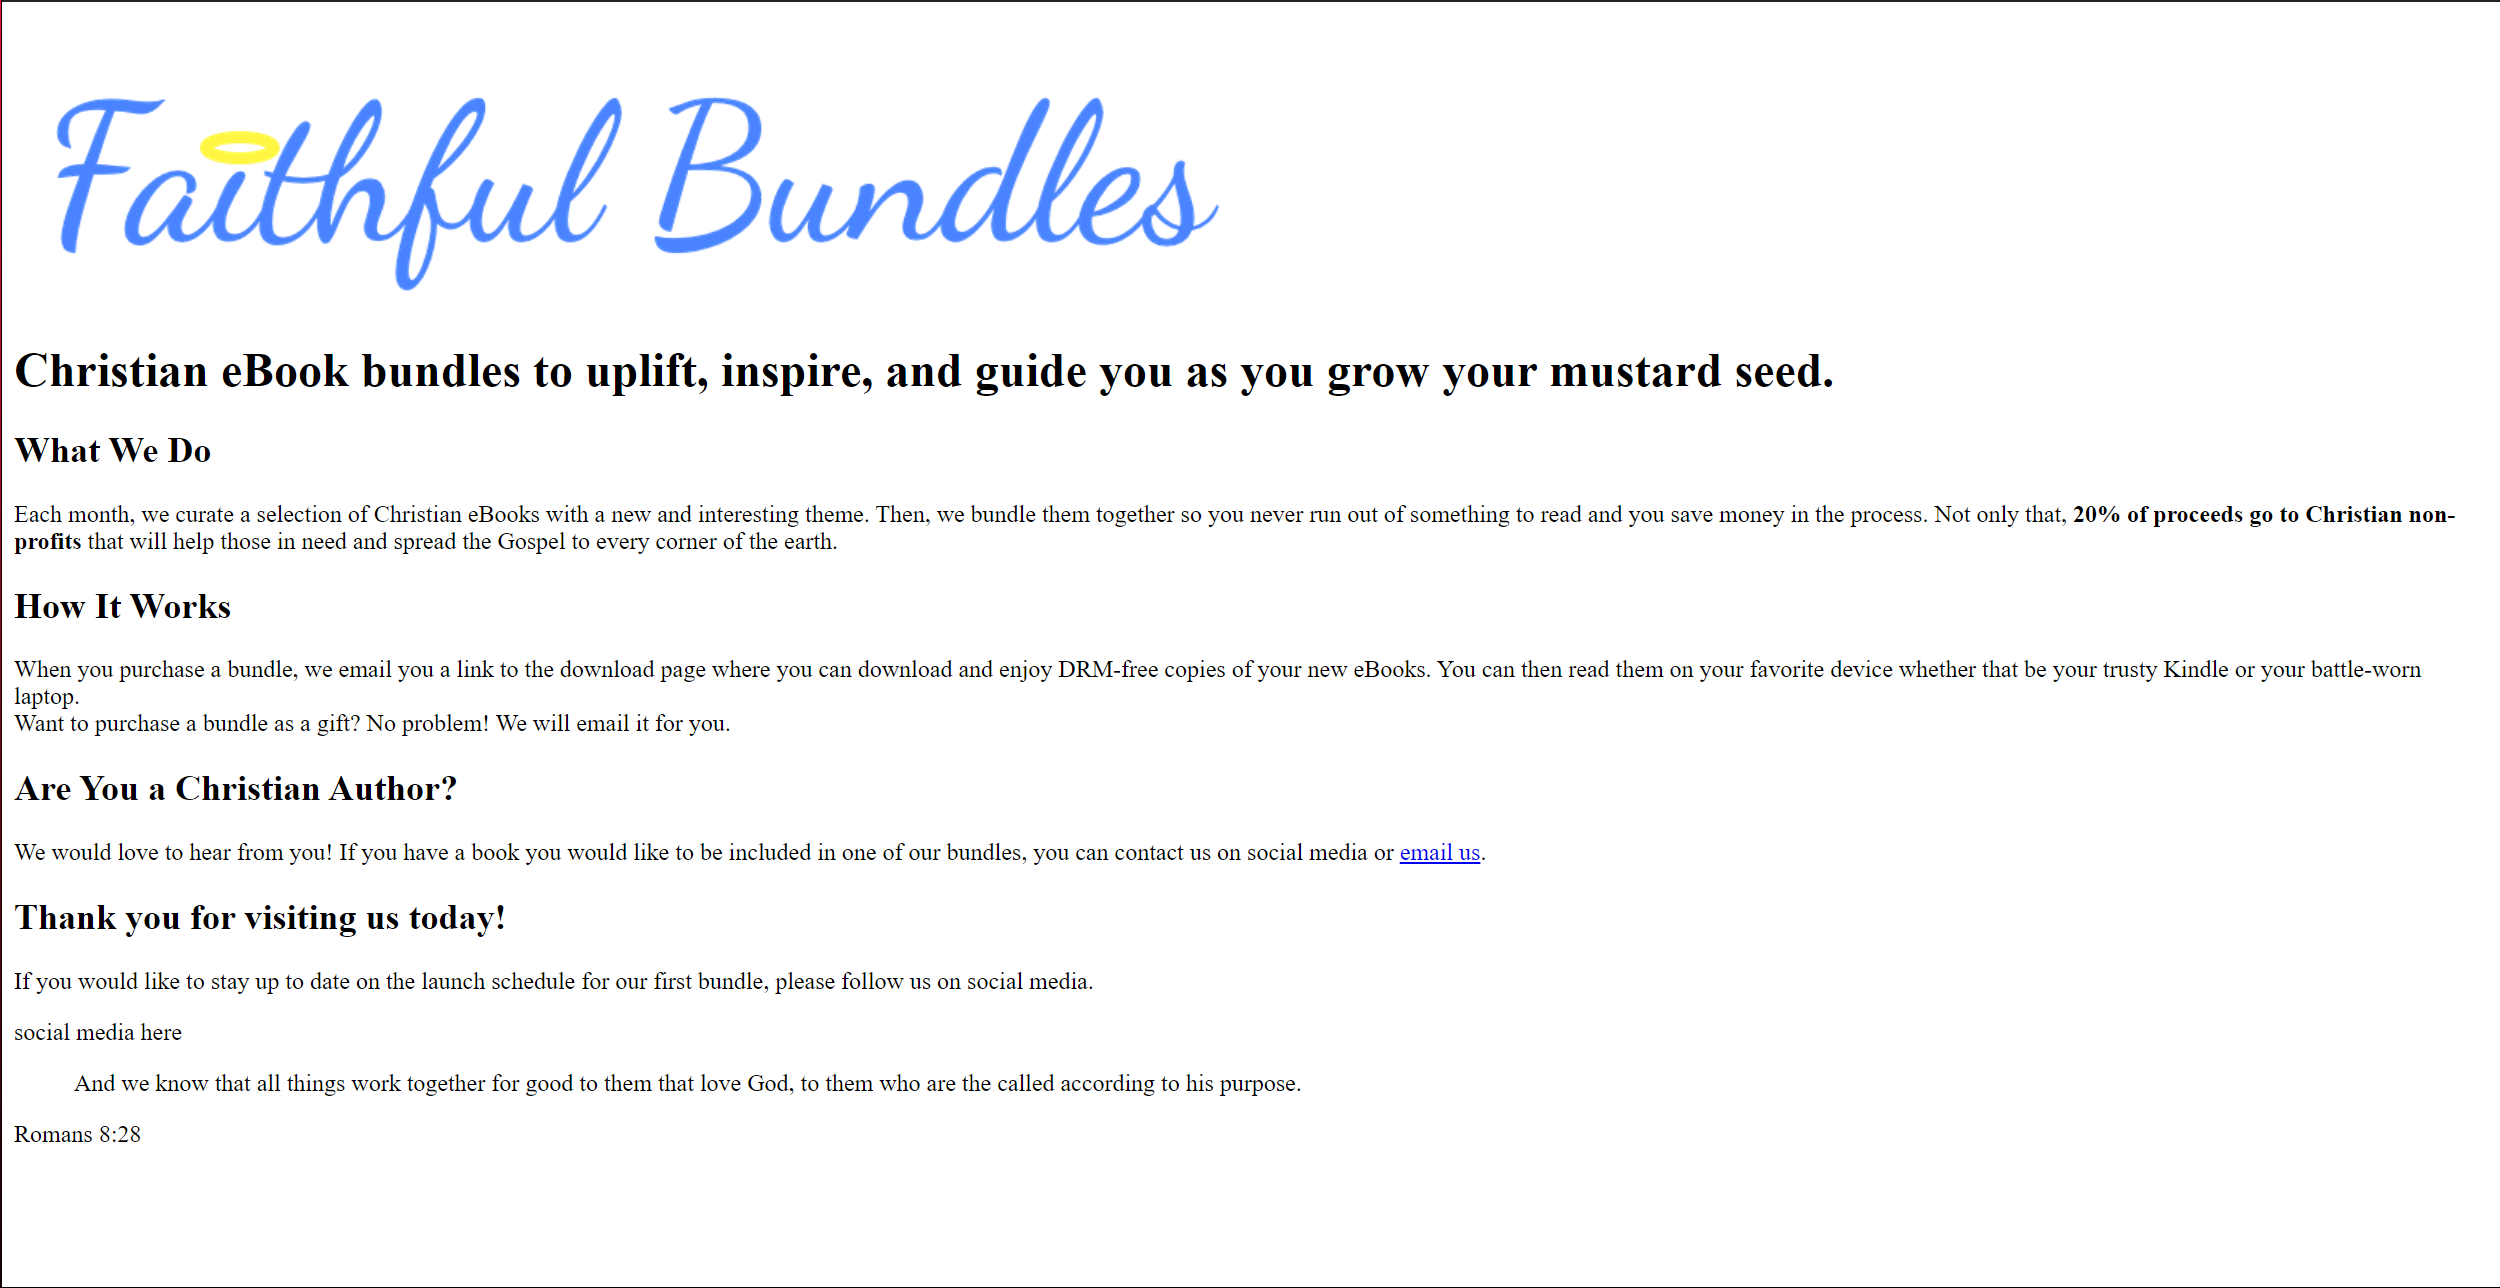 Faithful Bundles
Christian eBook bundles to uplift, inspire, and guide you as you grow your mustard seed.
What We Do
Each month, we curate a selection of Christian eBooks with a new and interesting theme. Then, we bundle them together so you never run out of something to read and you save money in the process. Not only that, 20% of proceeds go to Christian non-
profits that will help those in need and spread the Gospel to every corner of the earth.
How It Works
When you purchase a bundle, we email you a link to the download page where you can download and enjoy DRM-free copies of your new eBooks. You can then read them on your favorite device whether that be your trusty Kindle or your battle-worn
laptop.
Want to purchase a bundle as a gift? No problem! We will email it for you.
Are You a Christian Author?
We would love to hear from you! If you have a book you would like to be included in one of our bundles, you can contact us on social media or email us.
Thank you for visiting us today!
If you would like to stay up to date on the launch schedule for our first bundle, please follow us on social media.
social media here
And we know that all things work together for good to them that love God, to them who are the called according to his purpose.
Romans 8:28